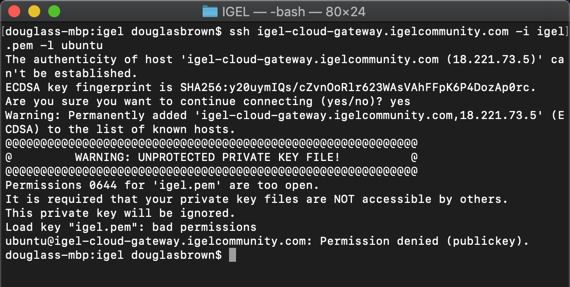 IGEL — -bash — 80×24
[douglass-mbp:igel douglasbrown$ ssh igel-cloud-gateway.igelcommunity.com -i igel]
.pem -l ubuntu
The authenticity of host 'igel-cloud-gateway.igelcommunity.com (18.221.73.5)' ca
n't be established.
ECDSA key fingerprint is SHA256:y20uymIQs/cZvnOoRlr623WAsVAhFFpK6P4DozAp0rc.
Are you sure you want to continue connecting (yes/no)? yes
Warning: Permanently added 'igel-cloud-gateway.igelcommunity.com,18.221.73.5' (E
CDSA) to the list of known hosts.
@@@@@@@@@@@@@@@@@@@@@@@@@@@@@@@@@@@@@@@@@@@@@@@@@@@@@@@@@@@
@         WARNING: UNPROTECTED PRIVATE KEY FILE!          @
@@@@@@@@@@@@@@@@@@@@@@@@@@@@@@@@@@@@@@@@@@@@@@@@@@@@@@@@@@@
Permissions 0644 for 'igel.pem' are too open.
It is required that your private key files are NOT accessible by others.
This private key will be ignored.
Load key "igel.pem": bad permissions
ubuntu@igel-cloud-gateway.igelcommunity.com: Permission denied (publickey).
douglass-mbp:igel douglasbrown$